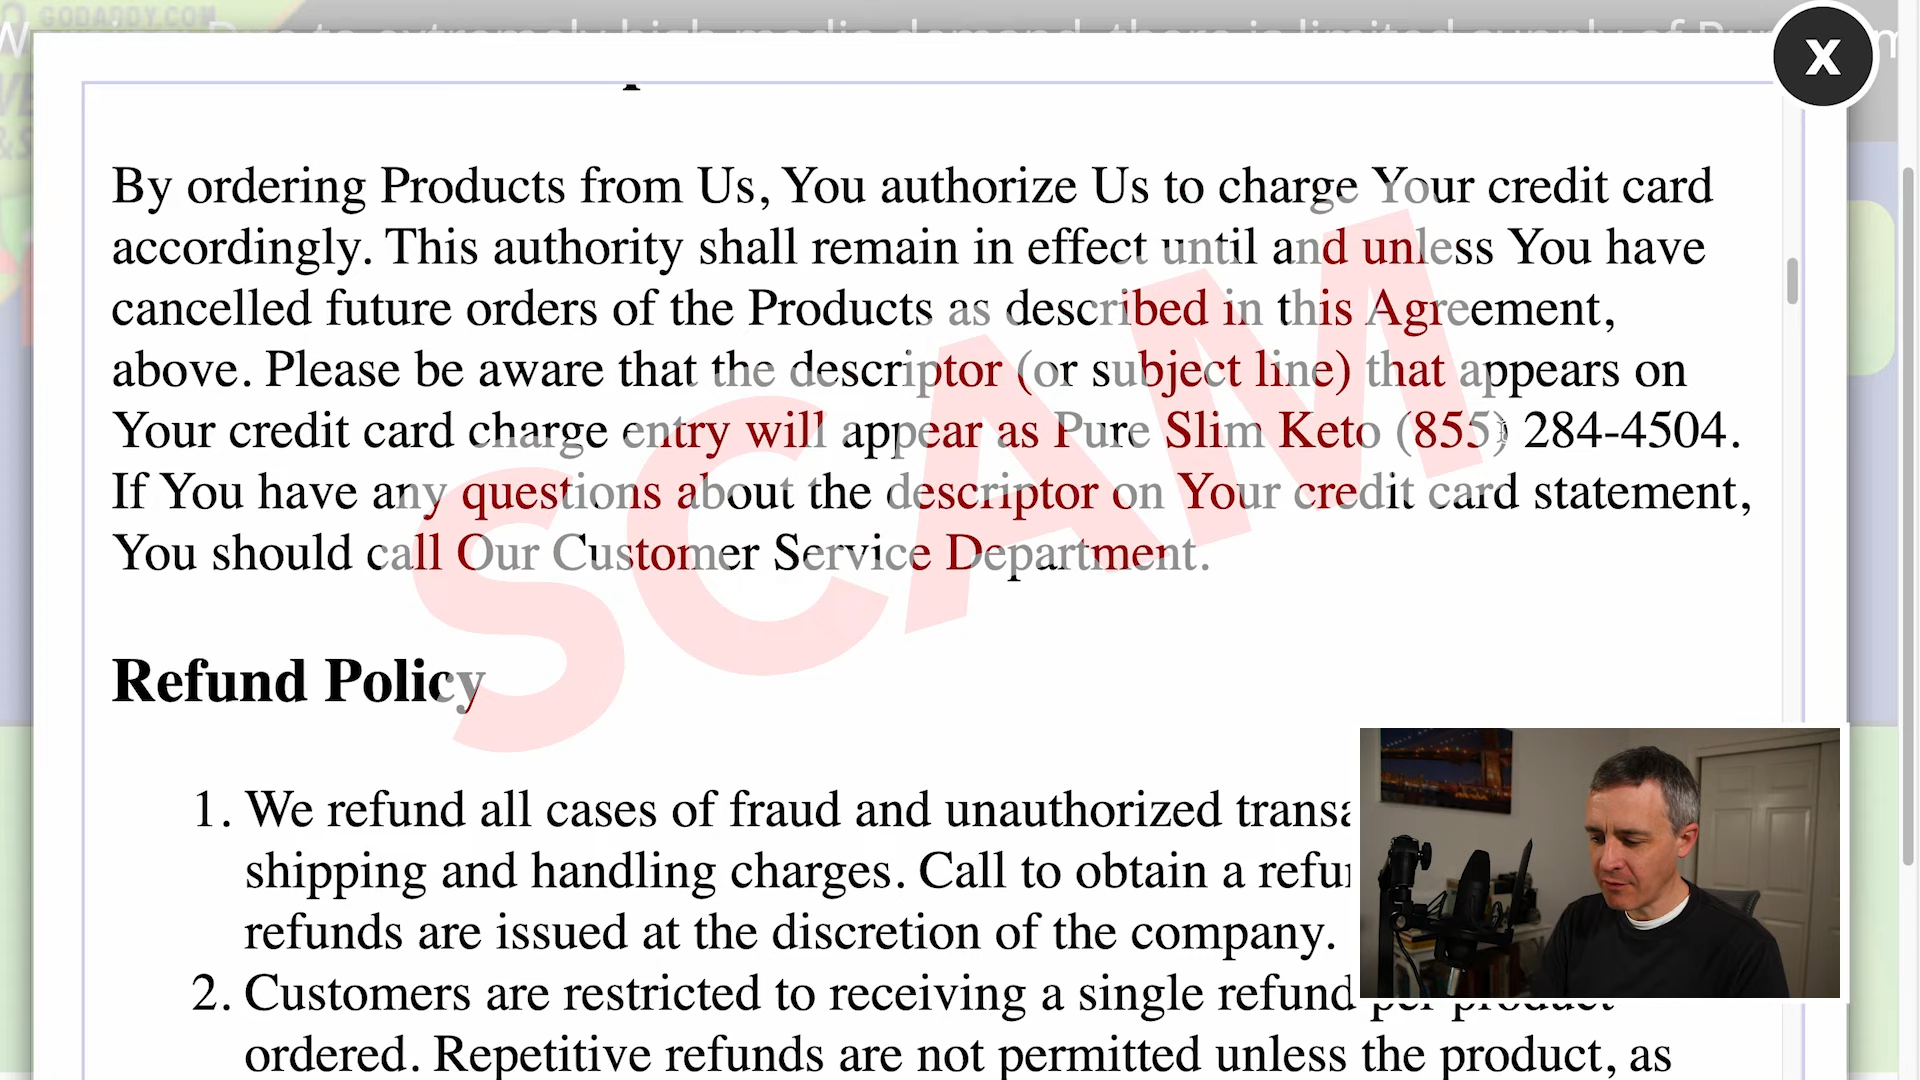 GODADDY.COM
X
By ordering Products from Us, You authorize Us to charge Your credit card
accordingly. This authority shall remain in effect until and unless You have
cancelled future orders of the Products as described in this Agreement,
above. Please be aware that the descriptor (or subject line) that appears on
Your credit card charge entry will appear as Pure Slim Keto (855) 284-4504.
If You have any questions about the descriptor on Your credit card statement,
You should call Our Customer Service Department.
SCAM
Refund Policy
1. We refund all cases of fraud and unauthorized
shipping and handling charges. Call to obtain a
refunds are issued at the discretion of the company.
2. Customers are restricted to receiving a single refund per product
ordered. Repetitive refunds are not permitted unless the product, as